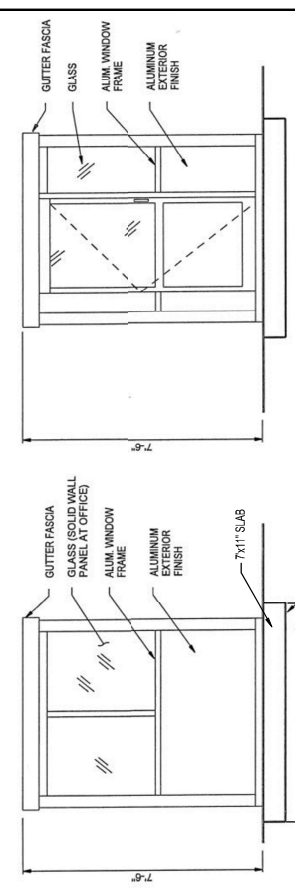 GUTTER FASCIA
GLASS (SOLID WALL
PANEL AT OFFICE)
ALUM. WINDOW
FRAME
ALUMINUM
EXTERIOR
FINISH
7'x11" SLAB
7'-6"
GUTTER FASCIA
GLASS
ALUM. WINDOW
FRAME
ALUMINUM
EXTERIOR
FINISH
7'-6"